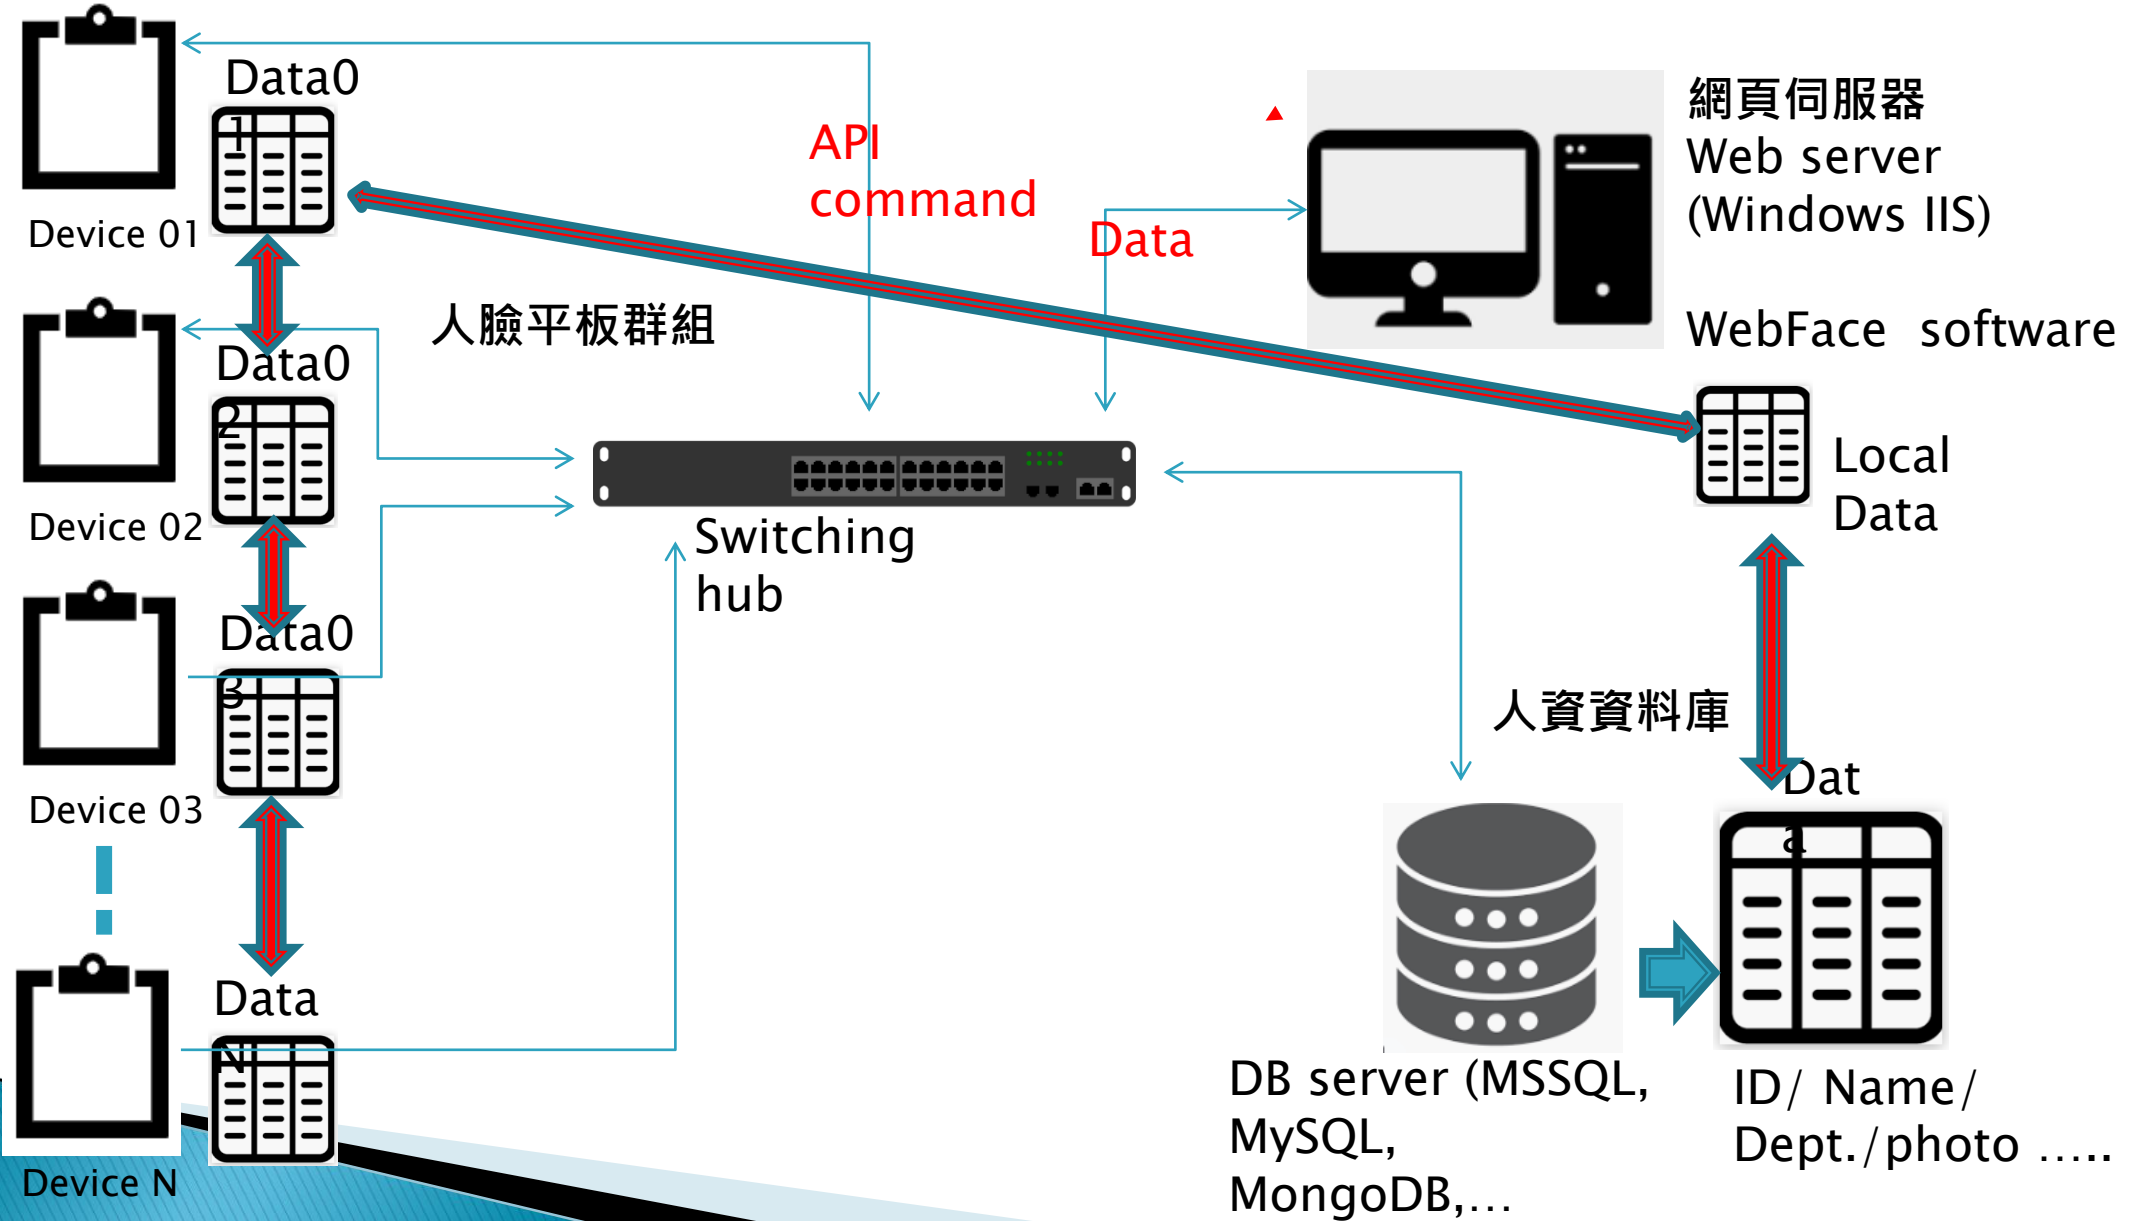 Data0
1
Device 01
人臉平板群組
Data0
2
Device 02
Data0
3
Device 03
Data
N
Device N
API
command
Data
Switching
hub
網頁伺服器
Web server
(Windows IIS)
WebFace software
Local
Data
人資資料庫
Dat
a
DB server (MSSQL,
MySQL,
MongoDB,…
ID/ Name/
Dept./photo …..